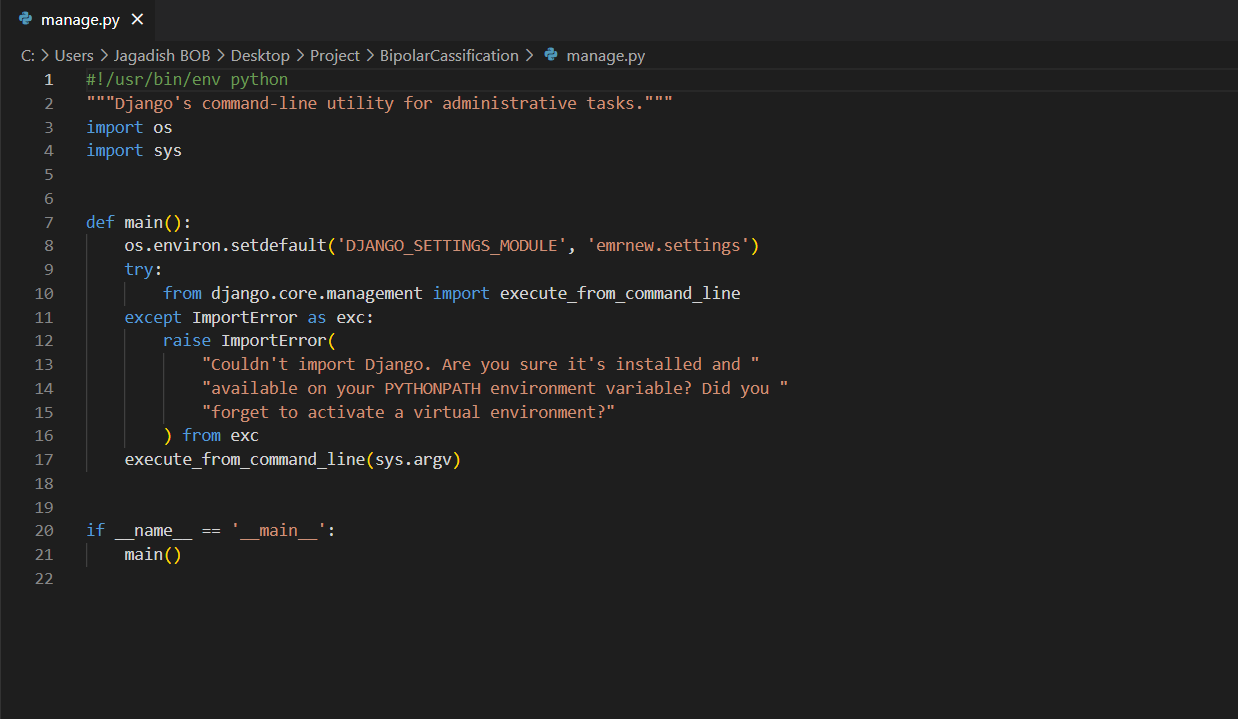 manage.py ✕
C: > Users > Jagadish BOB > Desktop > Project > BipolarCassification > manage.py
1 #!/usr/bin/env python
2 """Django's command-line utility for administrative tasks."""
3 import os
4 import sys
5
6
7 def main():
8     os.environ.setdefault('DJANGO_SETTINGS_MODULE', 'emrnew.settings')
9     try:
10         from django.core.management import execute_from_command_line
11     except ImportError as exc:
12         raise ImportError(
13             "Couldn't import Django. Are you sure it's installed and "
14             "available on your PYTHONPATH environment variable? Did you "
15             "forget to activate a virtual environment?"
16         ) from exc
17     execute_from_command_line(sys.argv)
18
19
20 if __name__ == '__main__':
21     main()
22